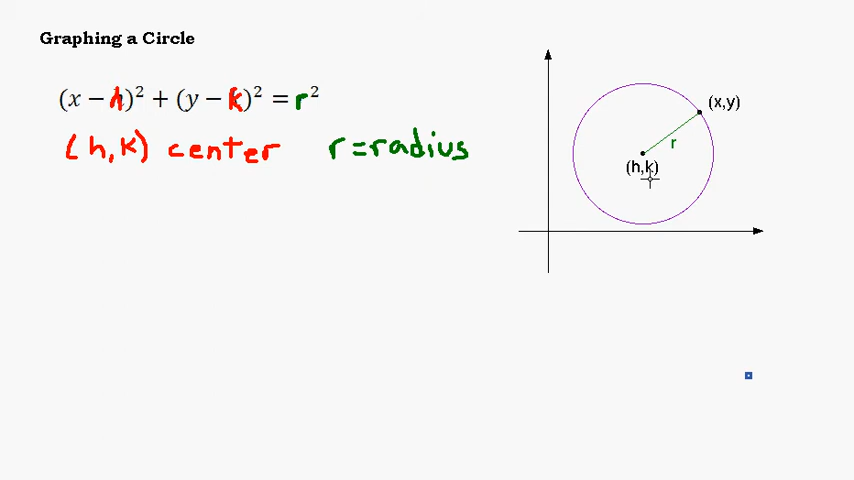 Graphing a Circle
(x − h)² + (y − k)² = r²
(h,k) center r=radius
(x,y)
r
(h,k)